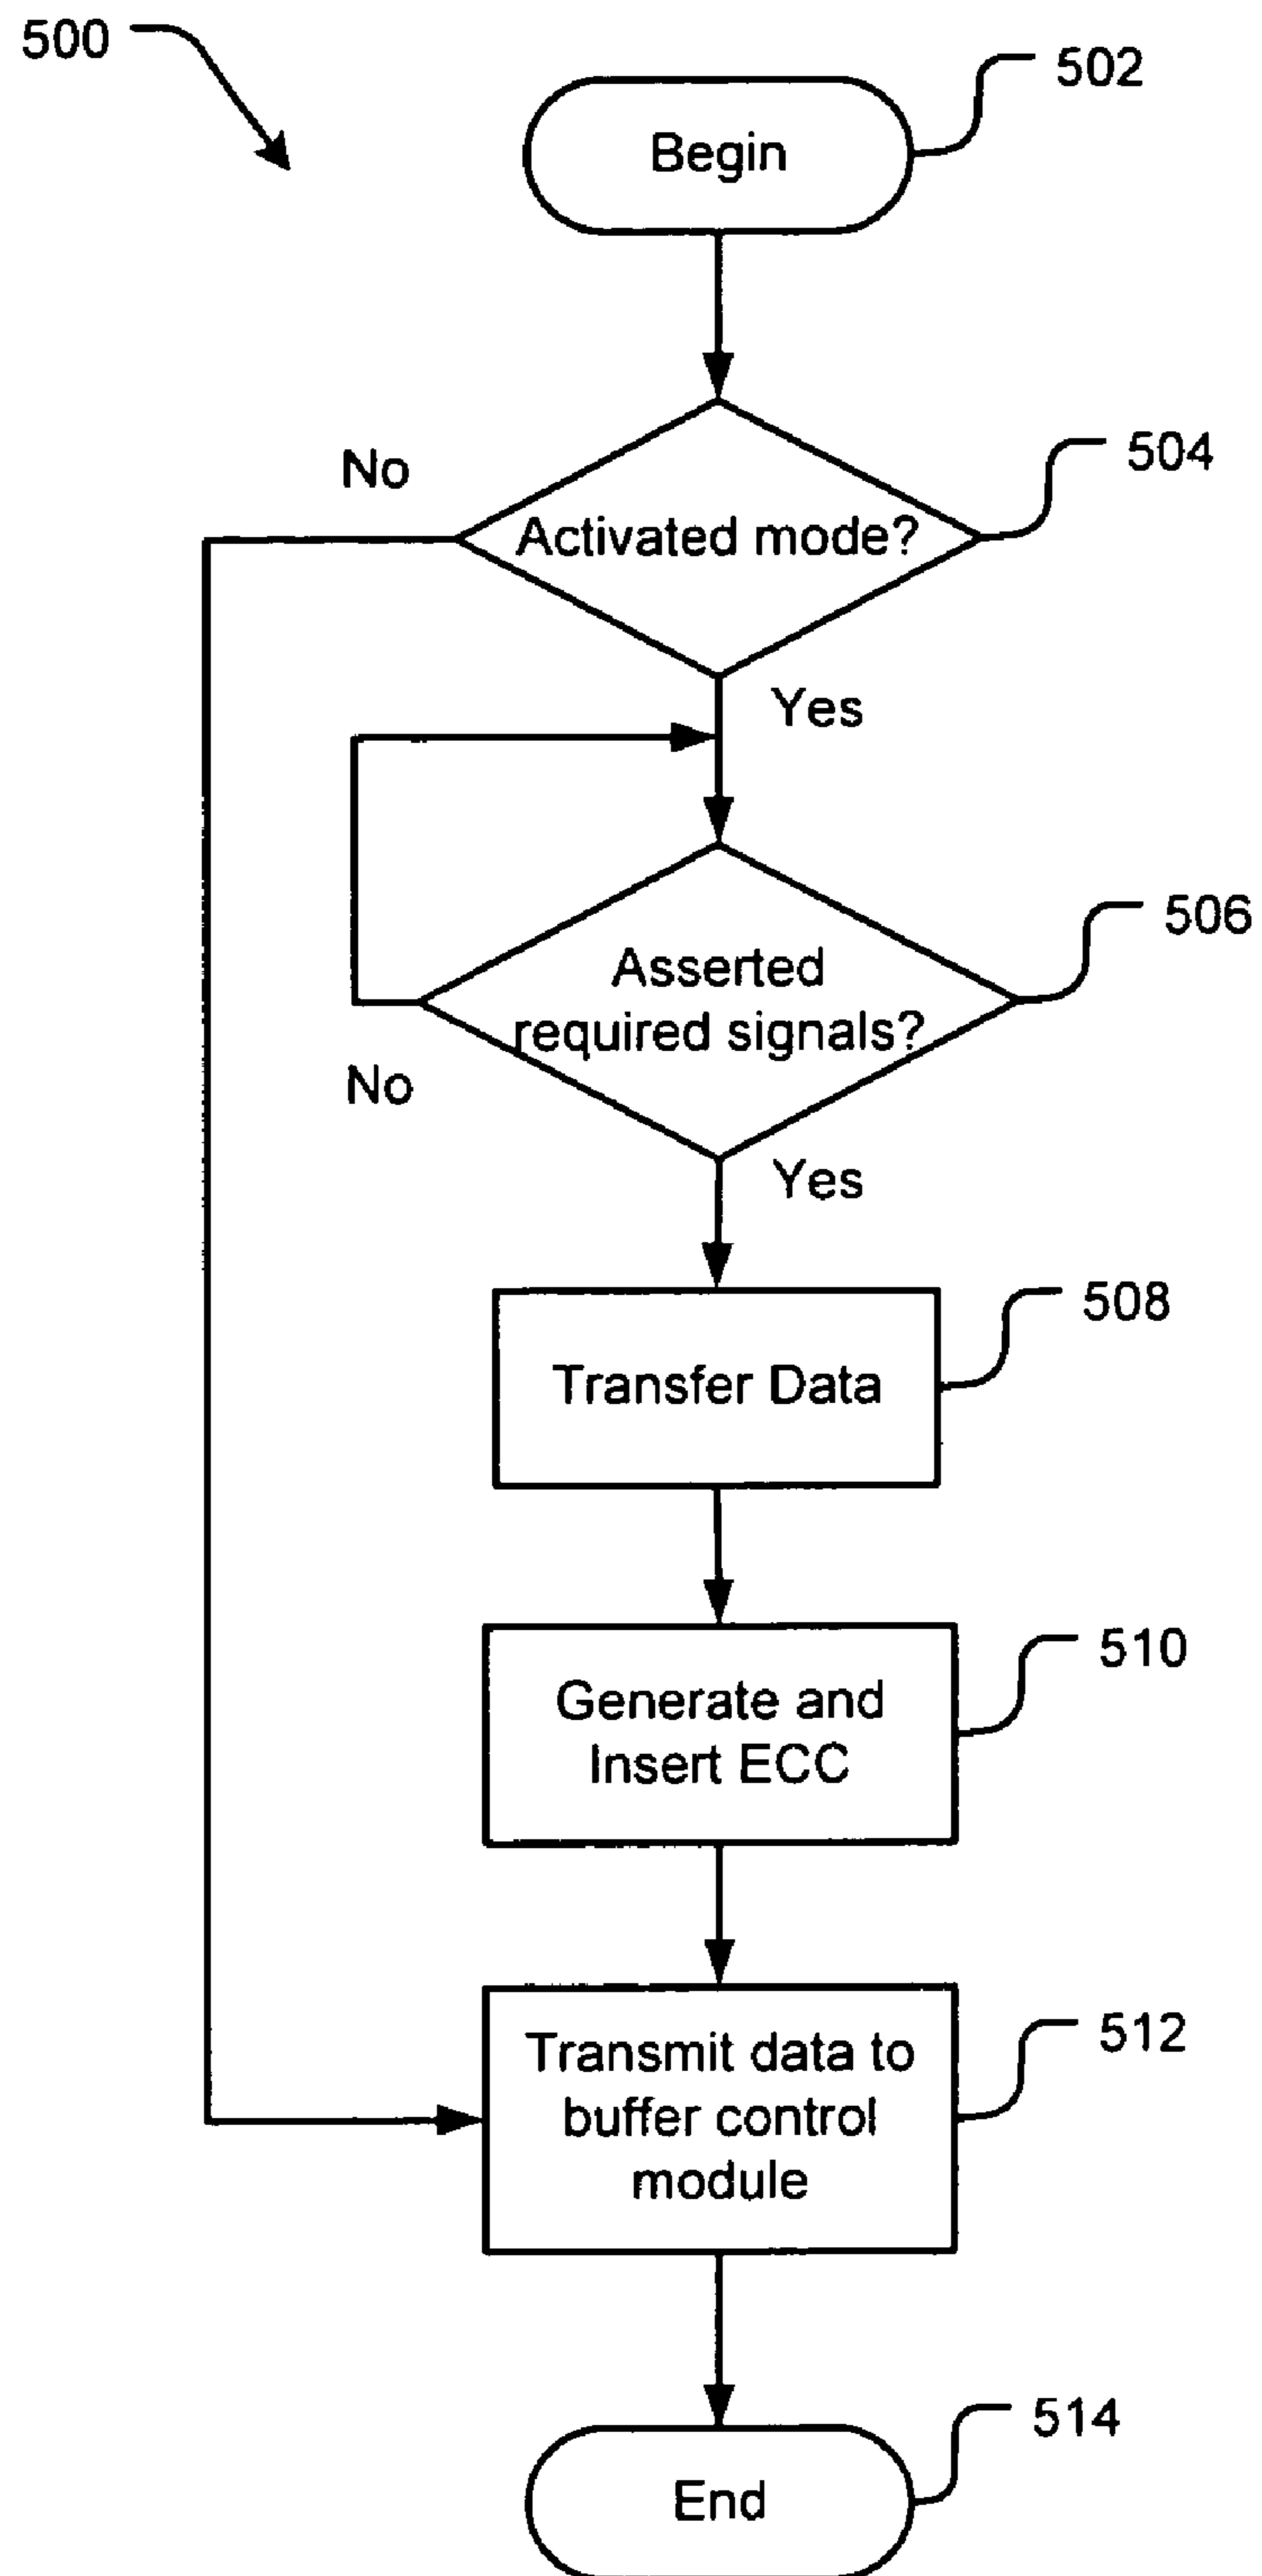 500
502
Begin
No
504
Activated mode?
Yes
506
Asserted
required signals?
No
Yes
508
Transfer Data
510
Generate and
Insert ECC
512
Transmit data to
buffer control
module
514
End